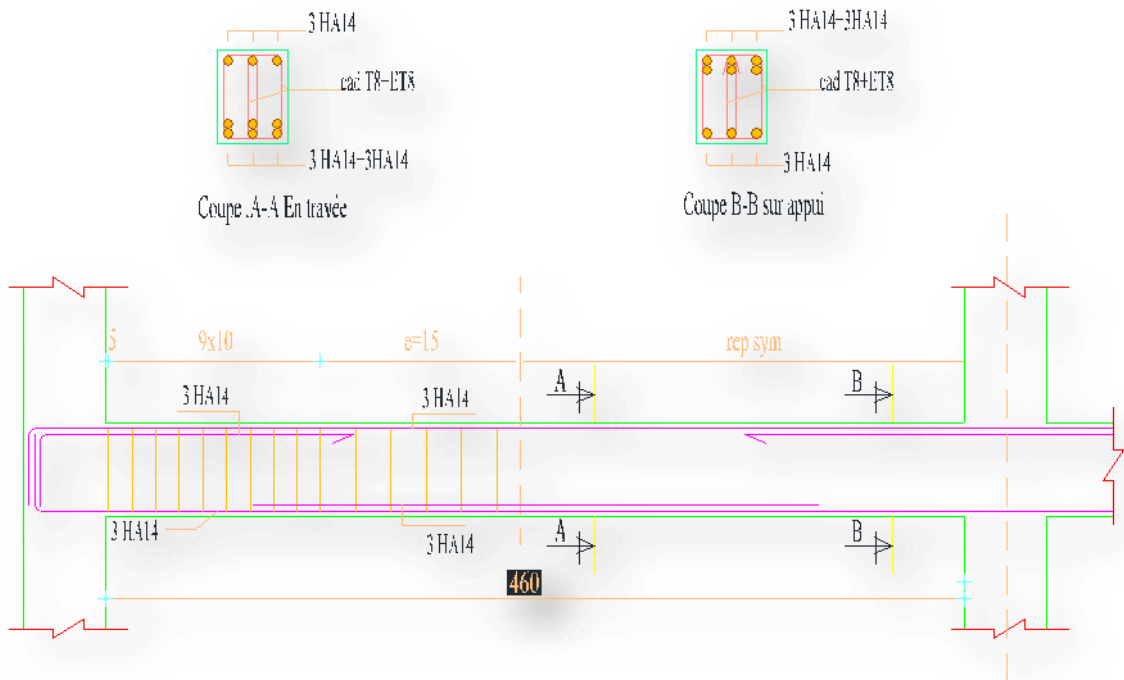 3 HA14
3 HA14-3HA14
cad T8-ET8
cad T8+ET8
3 HA14-3HA14
3 HA14
Coupe .A-A En travée
Coupe B-B sur appui
5
9x10
e=15
rep sym
A
B
3 HA14
3 HA14
3 HA14
3 HA14
A
B
460